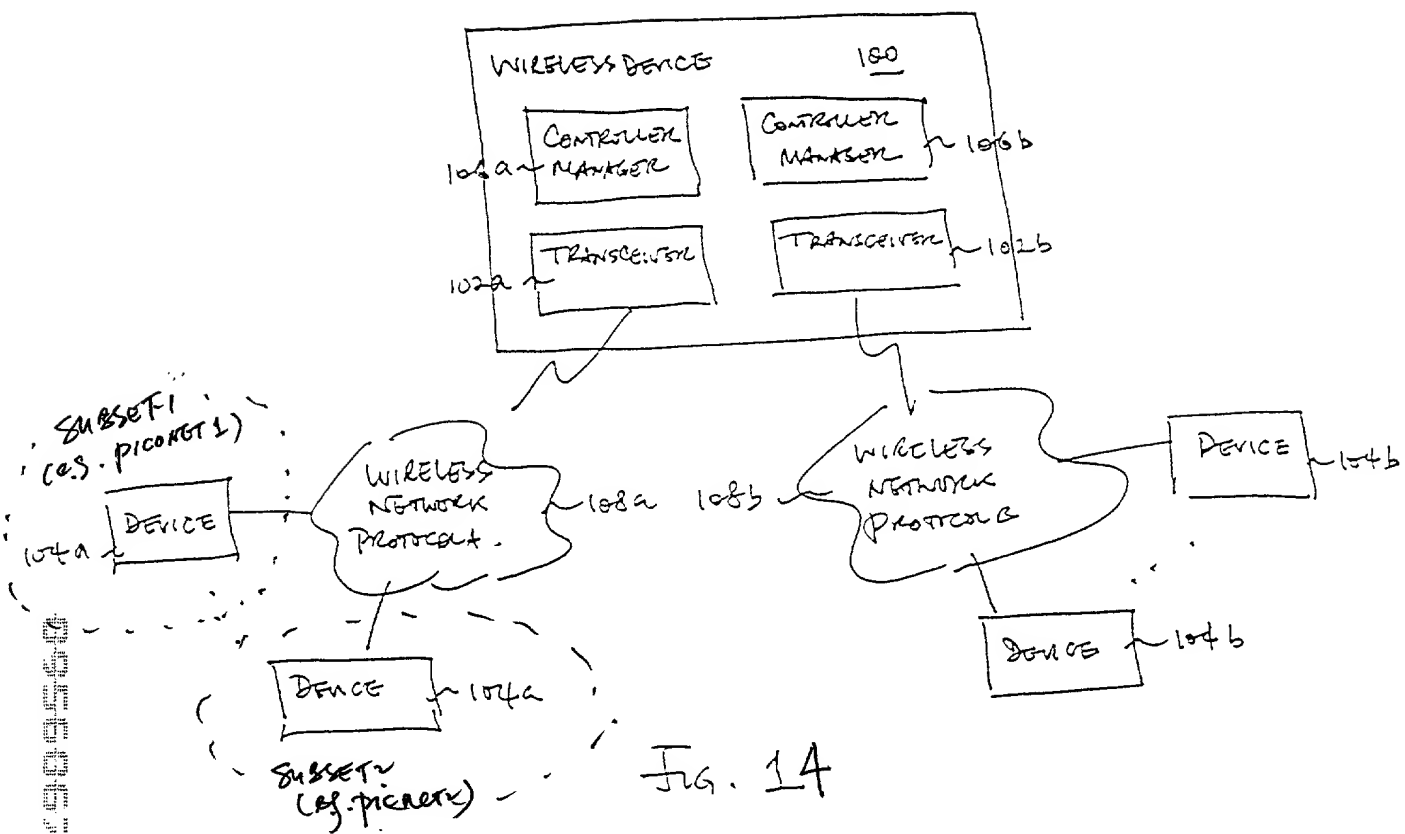 WIRELESS DEVICE 100
CONTROLLER
MANAGER
106a
CONTROLLER
MANAGER
106b
TRANSCEIVER
102a
TRANSCEIVER
102b
SUBSET 1
(e.g. PICONET 1)
DEVICE
104a
WIRELESS
NETWORK
PROTOCOL A.
108a
108b
WIRELESS
NETWORK
PROTOCOL B
DEVICE
104b
DEVICE
104b
DEVICE
104a
SUBSET 2
(e.g. piconet 2)
FIG. 14